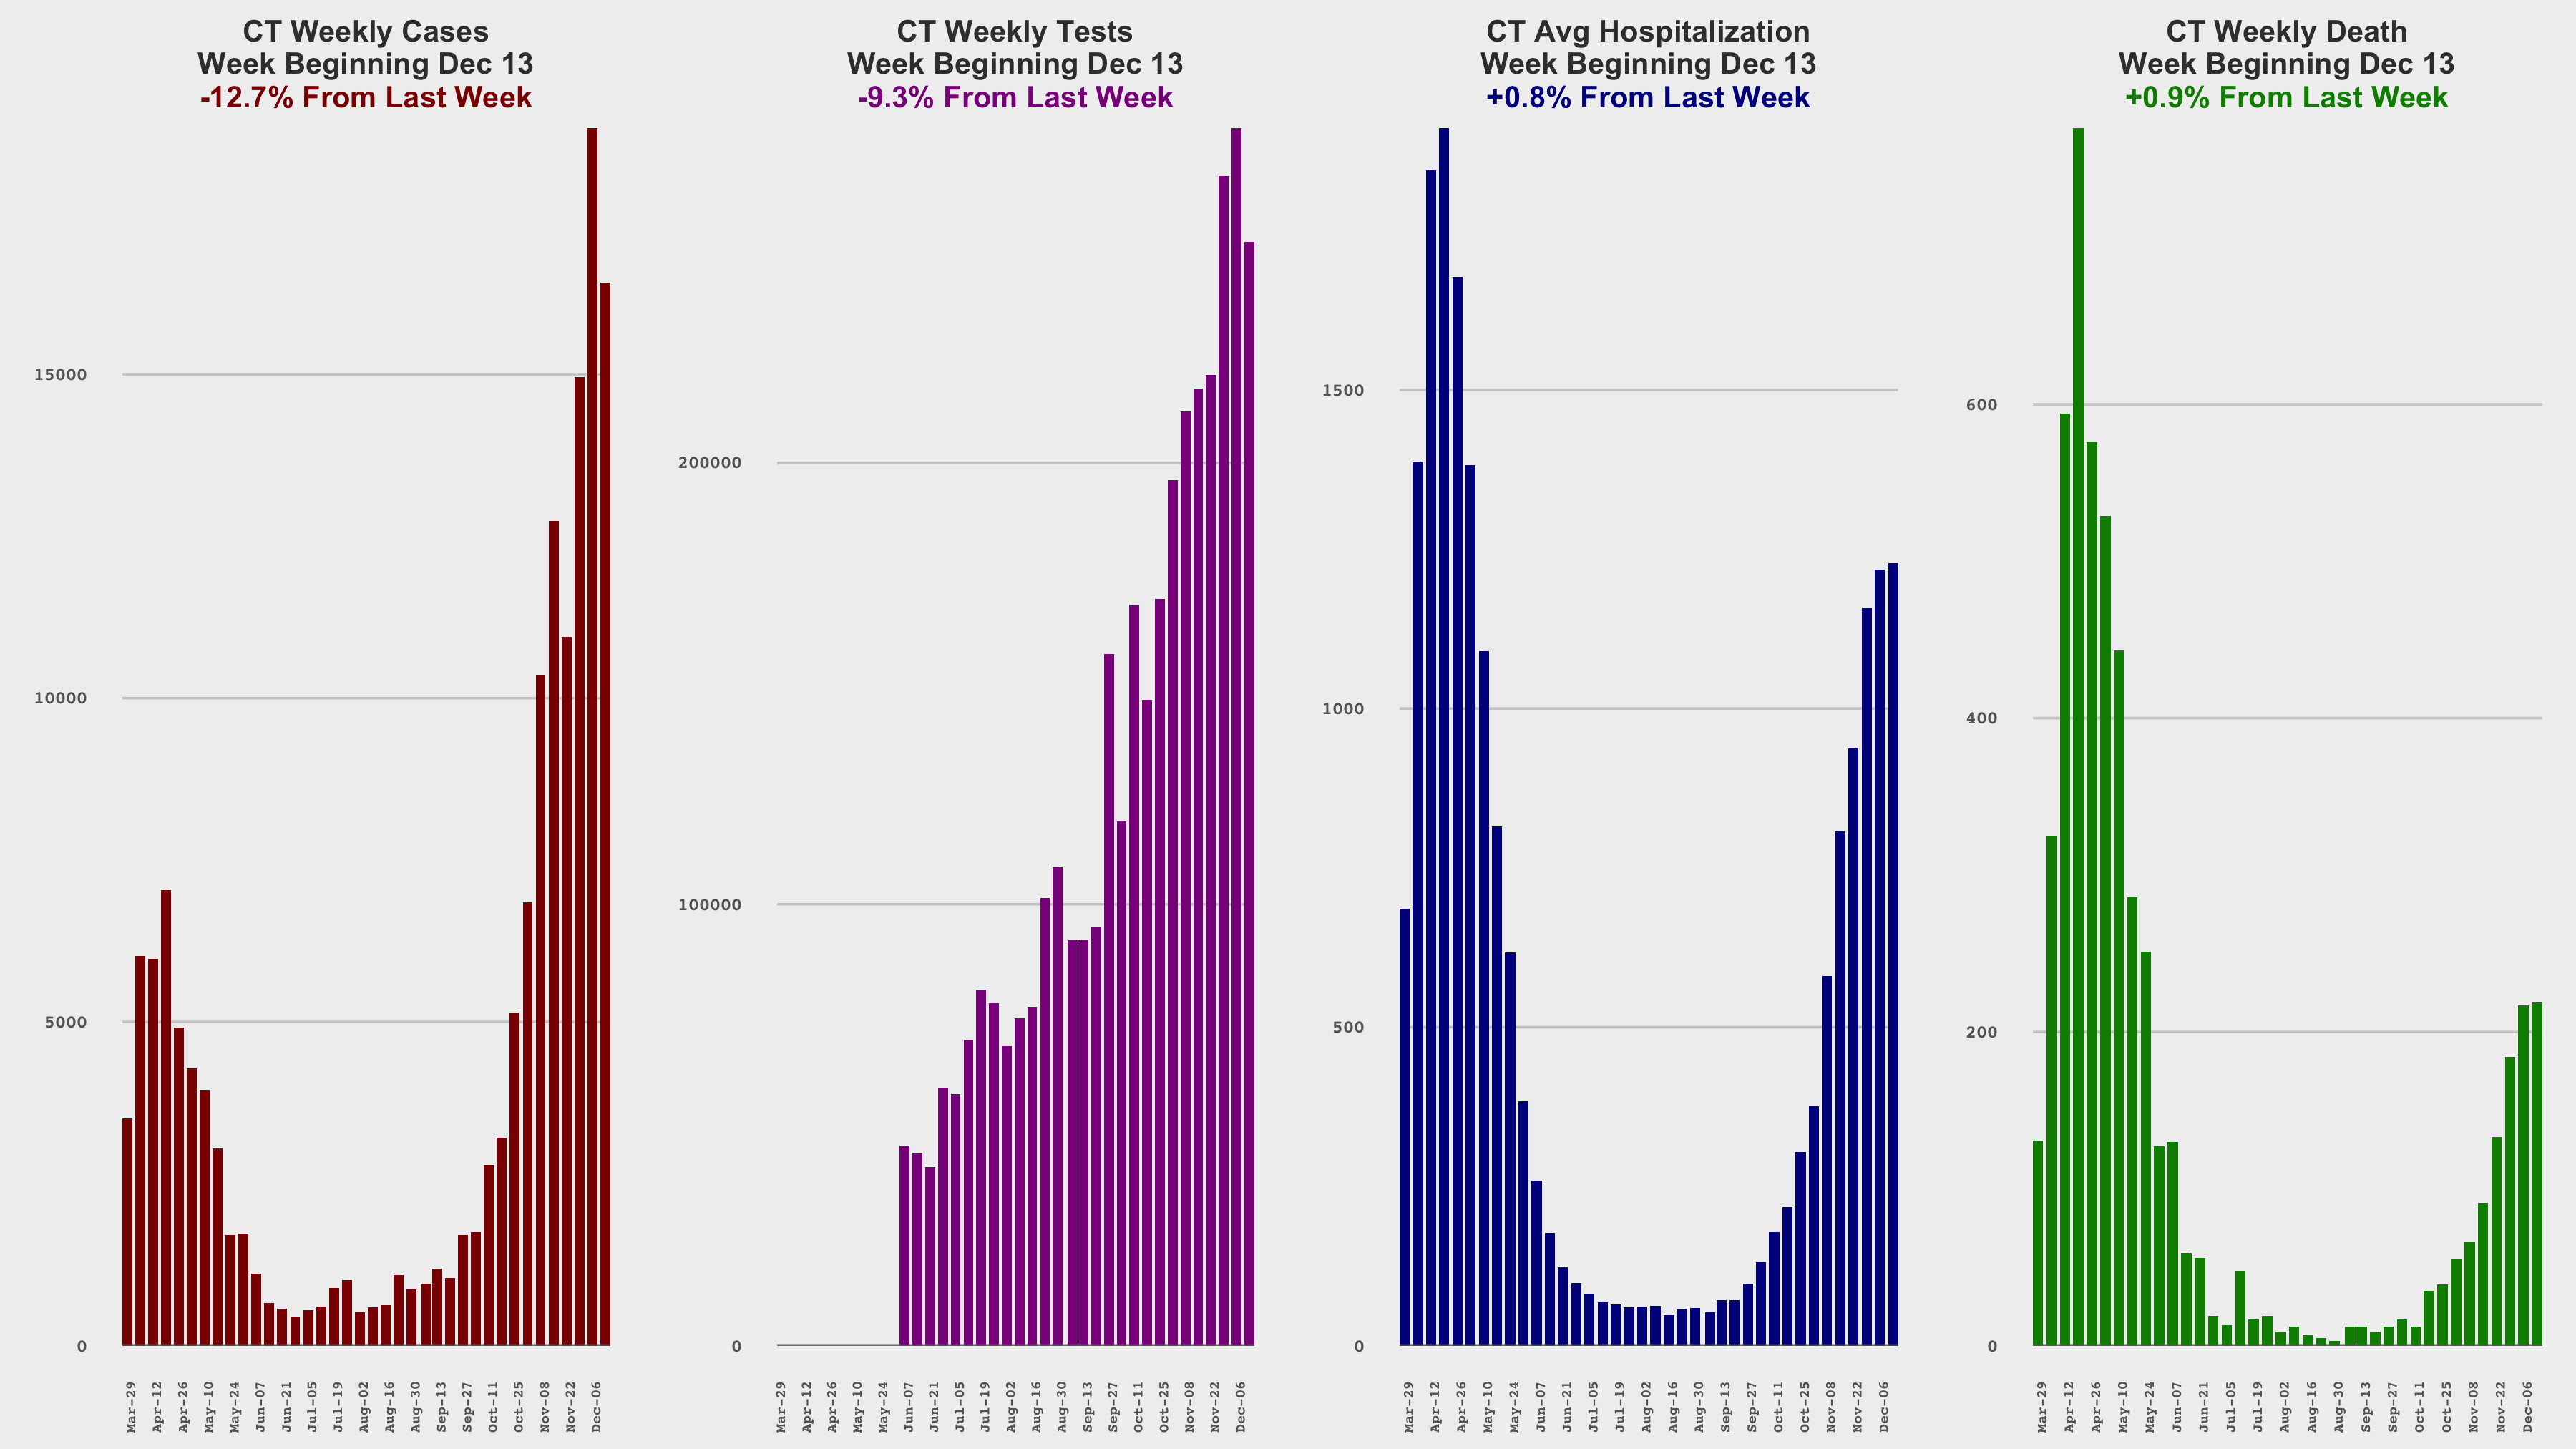 CT Weekly Cases
Week Beginning Dec 13
-12.7% From Last Week
15000
10000
5000
0
Mar-29
Apr-12
Apr-26
May-10
May-24
Jun-07
Jun-21
Jul-05
Jul-19
Aug-02
Aug-16
Aug-30
Sep-13
Sep-27
Oct-11
Oct-25
Nov-08
Nov-22
Dec-06
CT Weekly Tests
Week Beginning Dec 13
-9.3% From Last Week
200000
100000
0
Mar-29
Apr-12
Apr-26
May-10
May-24
Jun-07
Jun-21
Jul-05
Jul-19
Aug-02
Aug-16
Aug-30
Sep-13
Sep-27
Oct-11
Oct-25
Nov-08
Nov-22
Dec-06
CT Avg Hospitalization
Week Beginning Dec 13
+0.8% From Last Week
1500
1000
500
0
Mar-29
Apr-12
Apr-26
May-10
May-24
Jun-07
Jun-21
Jul-05
Jul-19
Aug-02
Aug-16
Aug-30
Sep-13
Sep-27
Oct-11
Oct-25
Nov-08
Nov-22
Dec-06
CT Weekly Death
Week Beginning Dec 13
+0.9% From Last Week
600
400
200
0
Mar-29
Apr-12
Apr-26
May-10
May-24
Jun-07
Jun-21
Jul-05
Jul-19
Aug-02
Aug-16
Aug-30
Sep-13
Sep-27
Oct-11
Oct-25
Nov-08
Nov-22
Dec-06